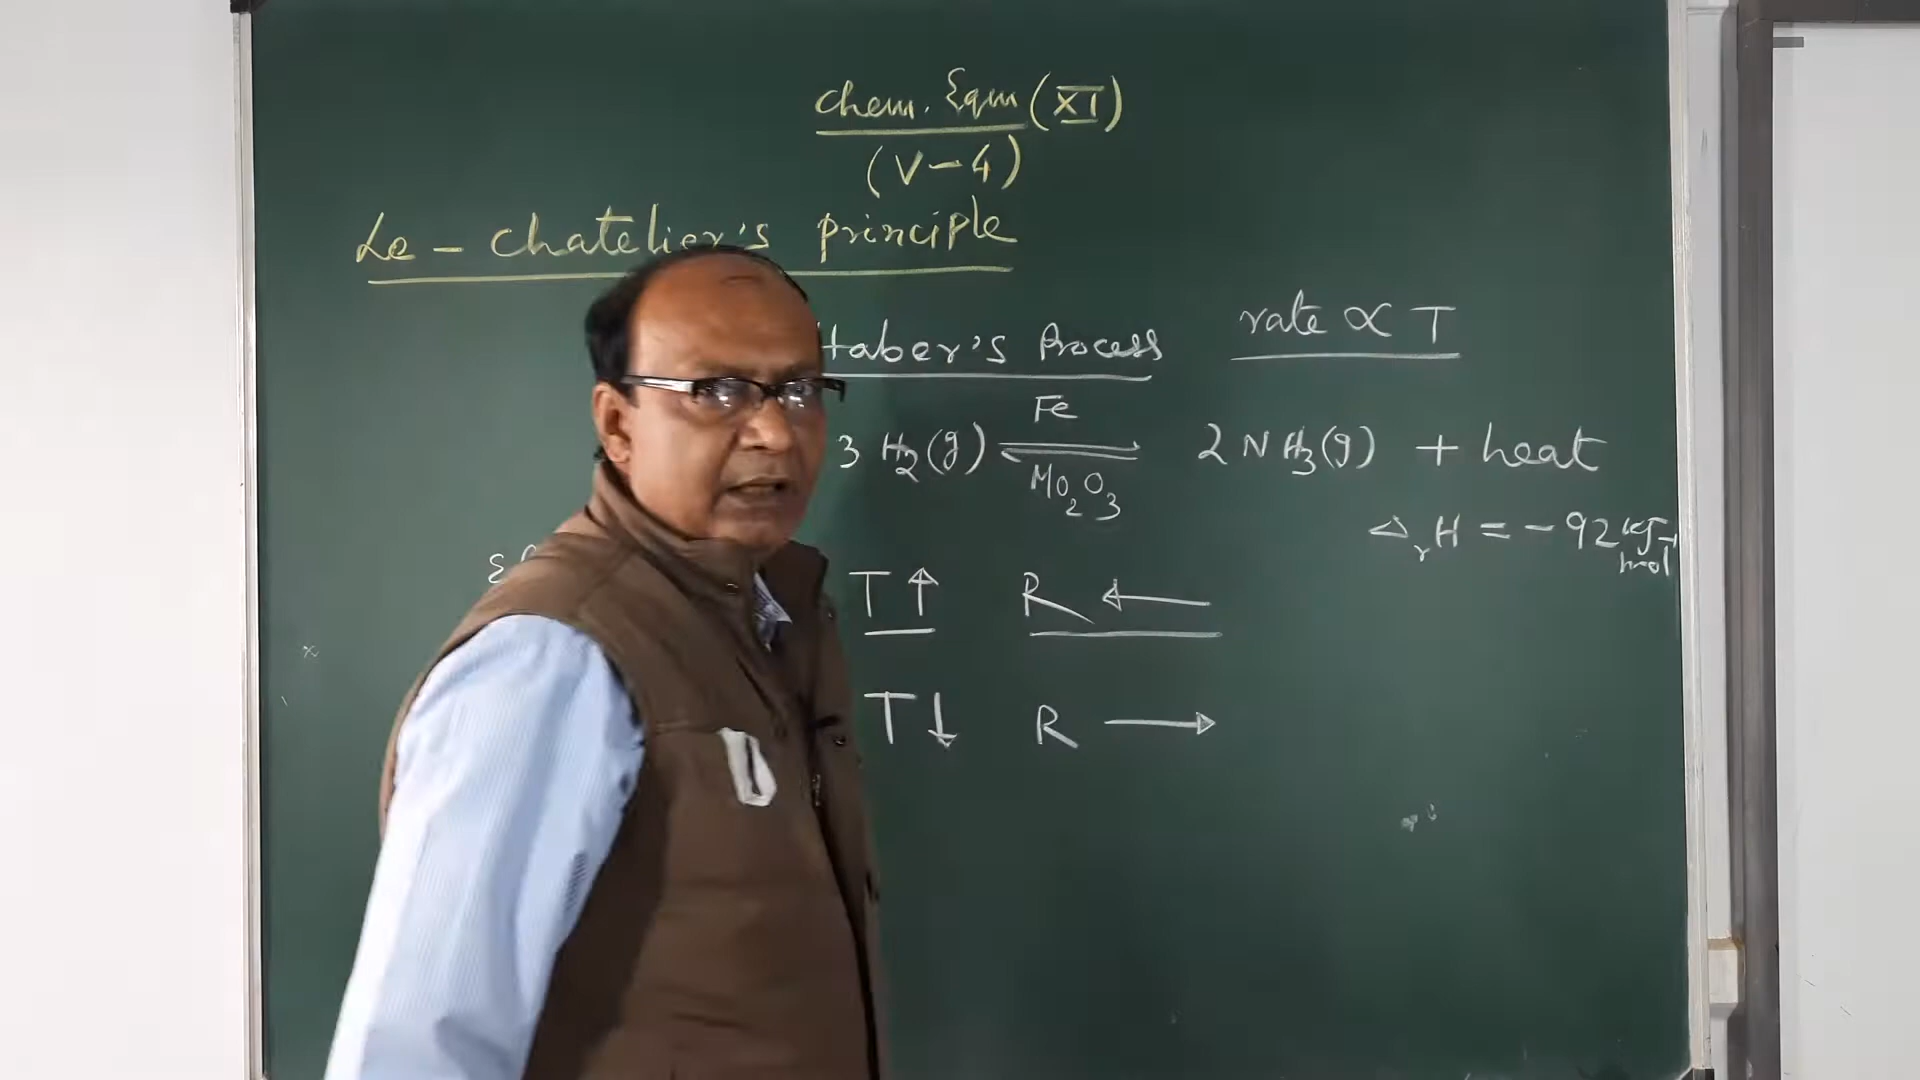 Chem. Eqm (XI)
(V-4)
Le - Chatelier's principle
Haber's Process
rate ∝ T
Fe
3 H2(g) ⇌ 2 NH3(g) + heat
Mo2O3
ΔrH = -92 kJ mol-1
T ↑ R ←
T ↓ R →